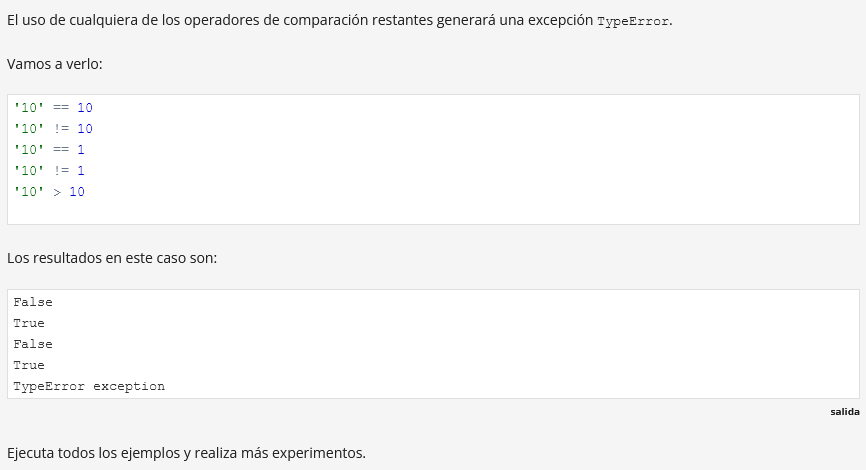 El uso de cualquiera de los operadores de comparación restantes generará una excepción TypeError.
Vamos a verlo:
'10' == 10
'10' != 10
'10' == 1
'10' != 1
'10' > 10
Los resultados en este caso son:
False
True
False
True
TypeError exception
salida
Ejecuta todos los ejemplos y realiza más experimentos.